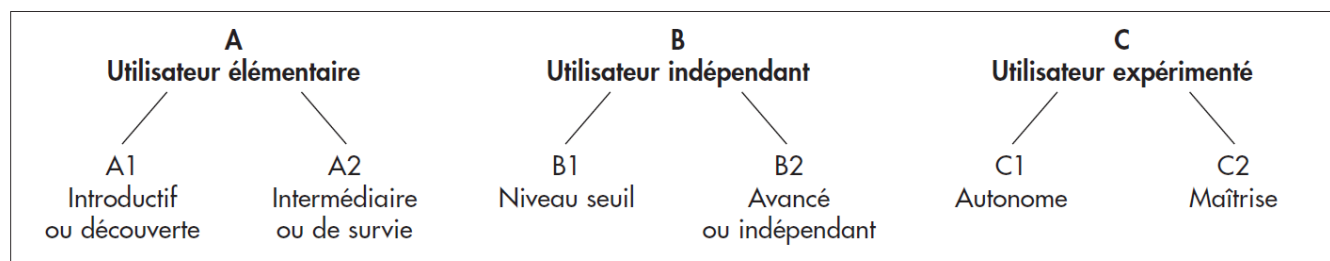 A
Utilisateur élémentaire
A1
Introductif
ou découverte
A2
Intermédiaire
ou de survie
B
Utilisateur indépendant
B1
Niveau seuil
B2
Avancé
ou indépendant
C
Utilisateur expérimenté
C1
Autonome
C2
Maîtrise